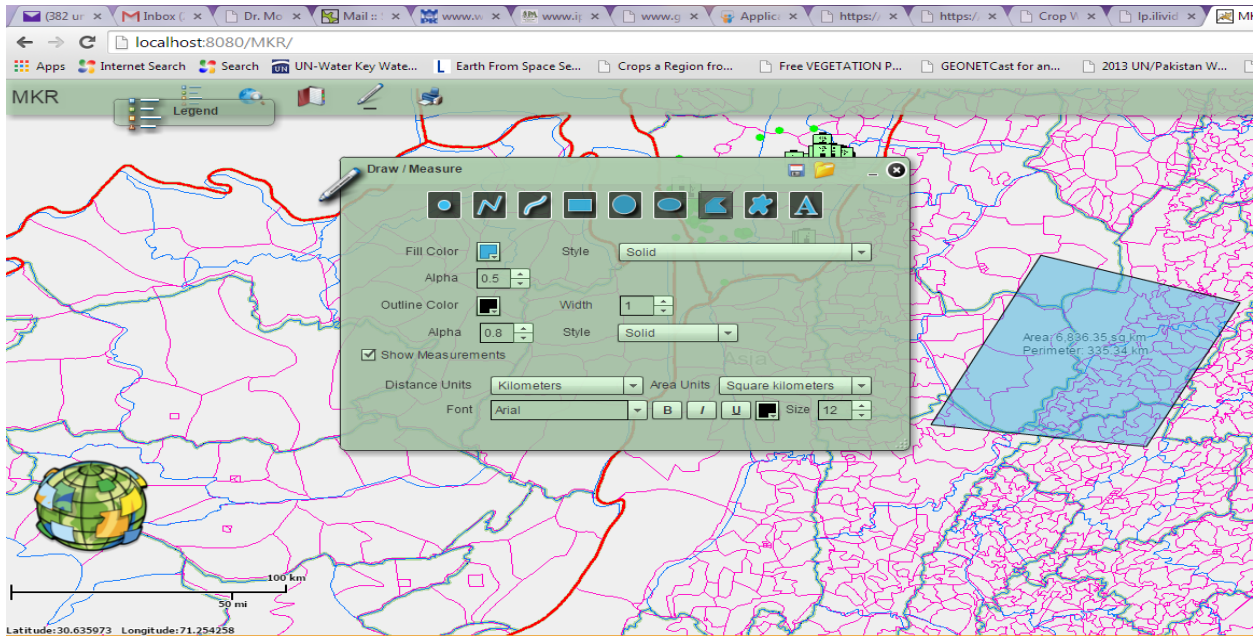 (382 ur
Inbox (
Dr. Mo
Mail ::
www.w
www.ip
www.g
Applica
https:/
https:/
Crop V
lp.ilivid
localhost:8080/MKR/
Apps Internet Search Search UN-Water Key Wate... Earth From Space Se... Crops a Region fro... Free VEGETATION P... GEONETCast for an... 2013 UN/Pakistan W...
MKR
Legend
Draw / Measure
A
Fill Color Style Solid
Alpha 0.5
Outline Color Width 1
Alpha 0.8 Style Solid
Show Measurements
Asia
Distance Units Kilometers Area Units Square kilometers
Font Arial B I U Size 12
Area: 6,836.35 sq km
Perimeter: 335.34 km
100 km
50 mi
Latitude:30.635973 Longitude:71.254258